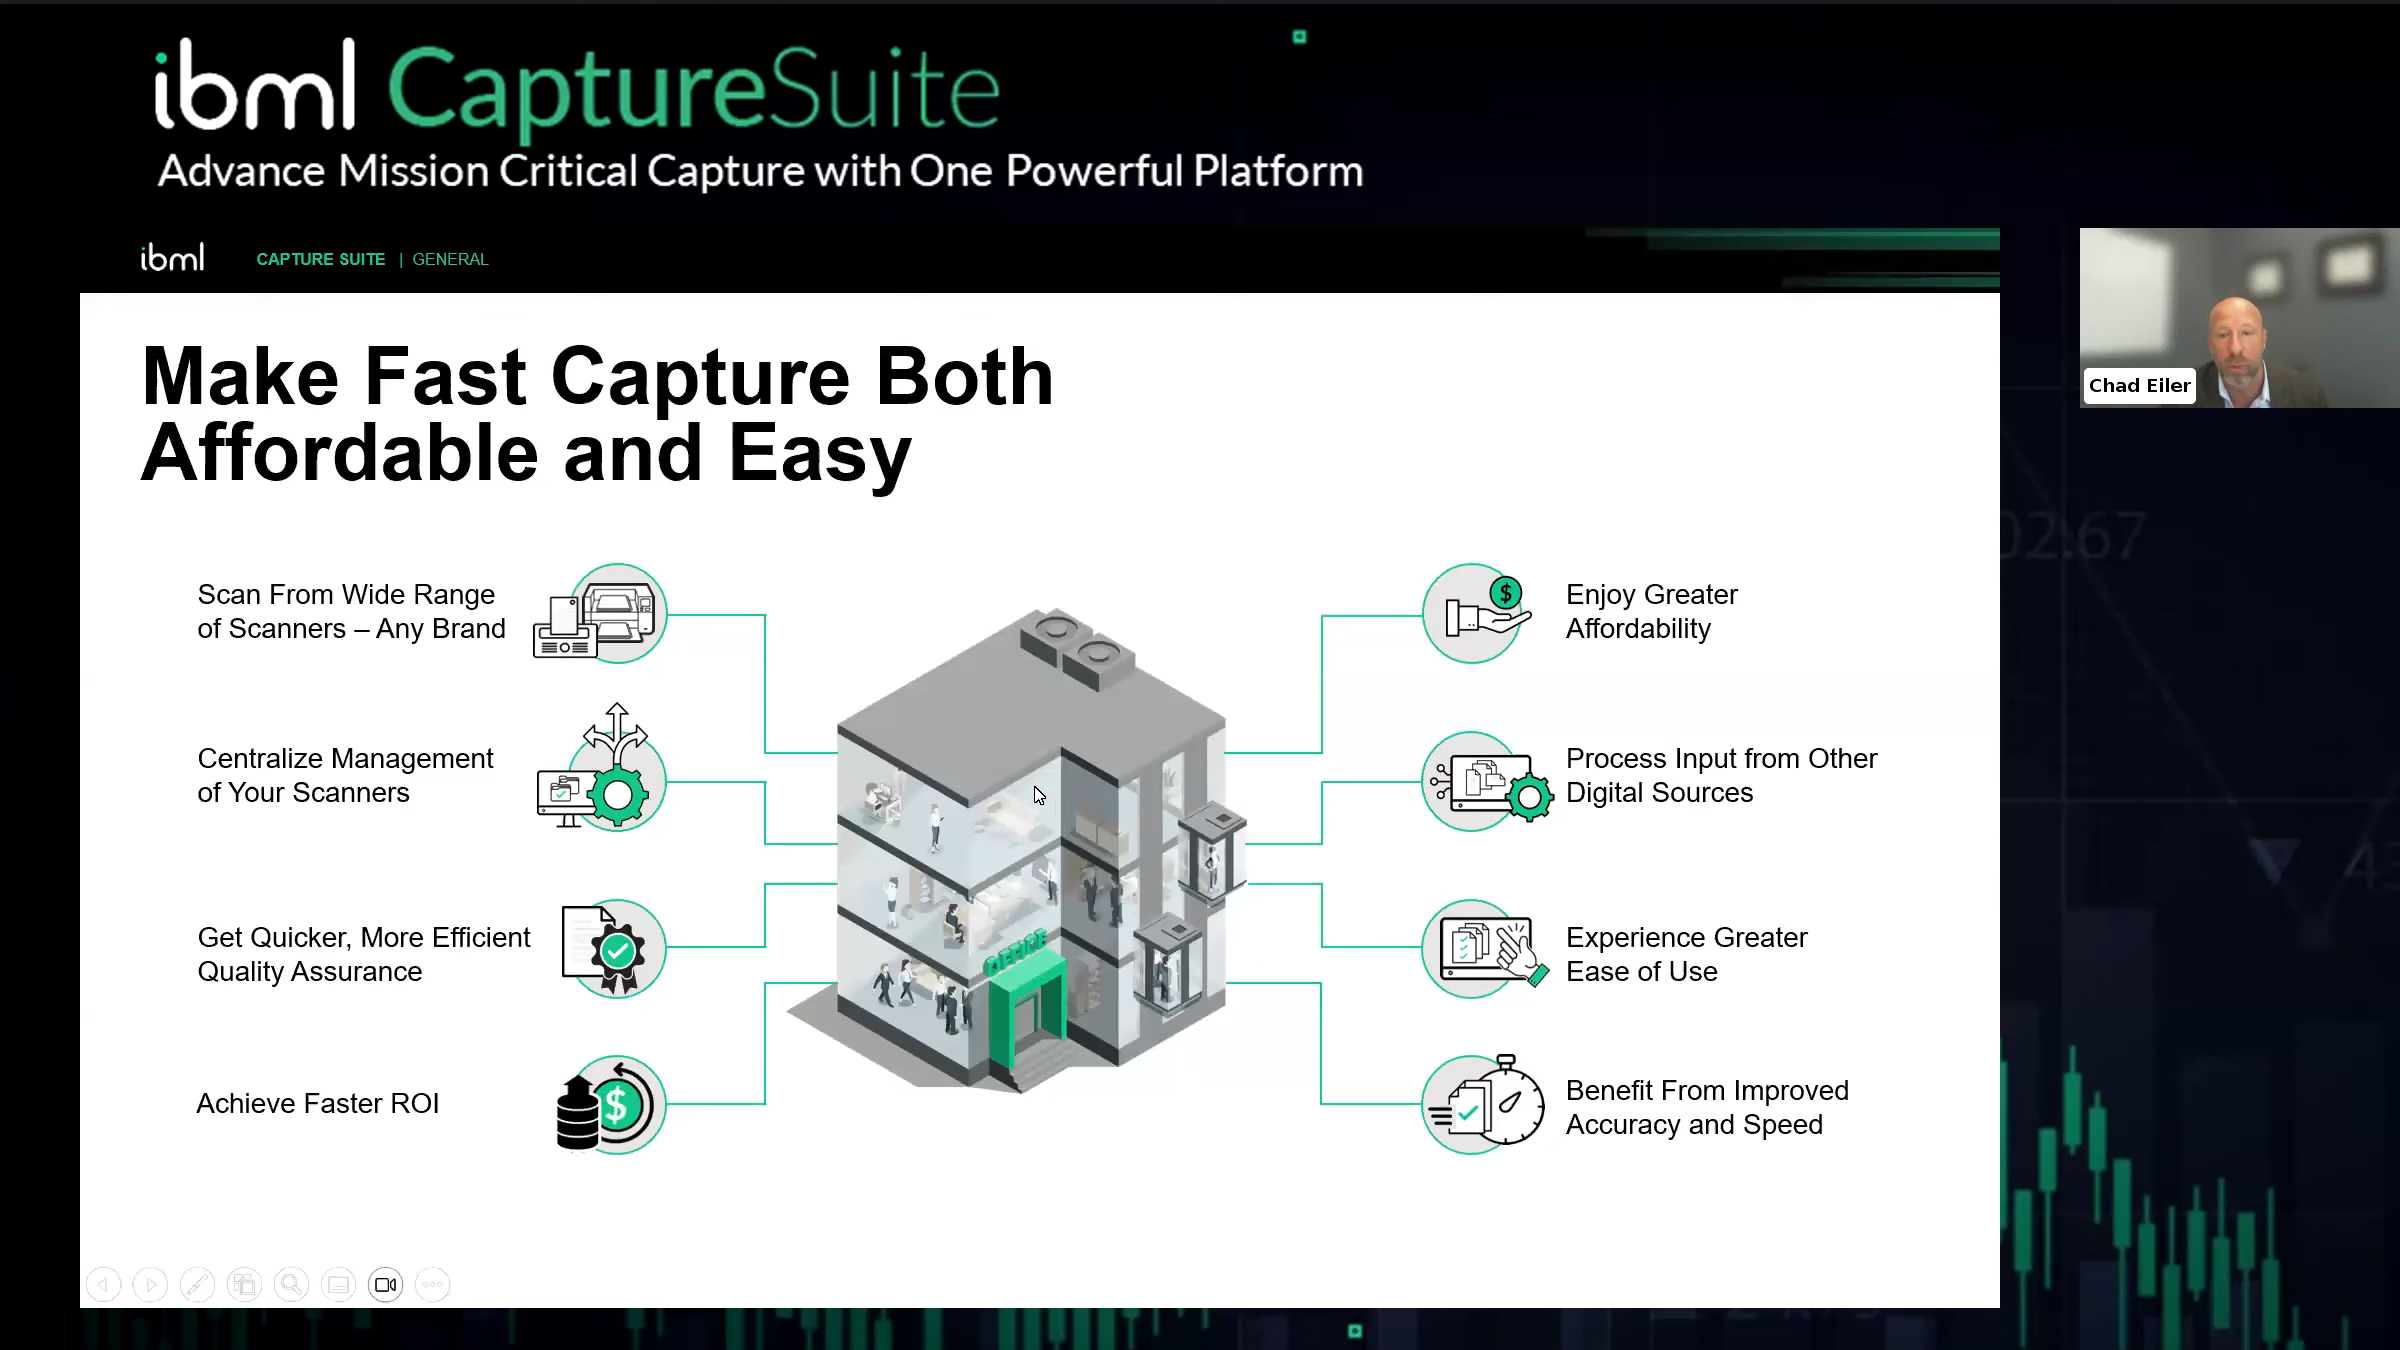 ibml CaptureSuite
Advance Mission Critical Capture with One Powerful Platform
ibml CAPTURE SUITE | GENERAL
Chad Eiler
Make Fast Capture Both
Affordable and Easy
Scan From Wide Range
of Scanners – Any Brand
Centralize Management
of Your Scanners
Get Quicker, More Efficient
Quality Assurance
Achieve Faster ROI
OFFICE
Enjoy Greater
Affordability
Process Input from Other
Digital Sources
Experience Greater
Ease of Use
Benefit From Improved
Accuracy and Speed
02.67